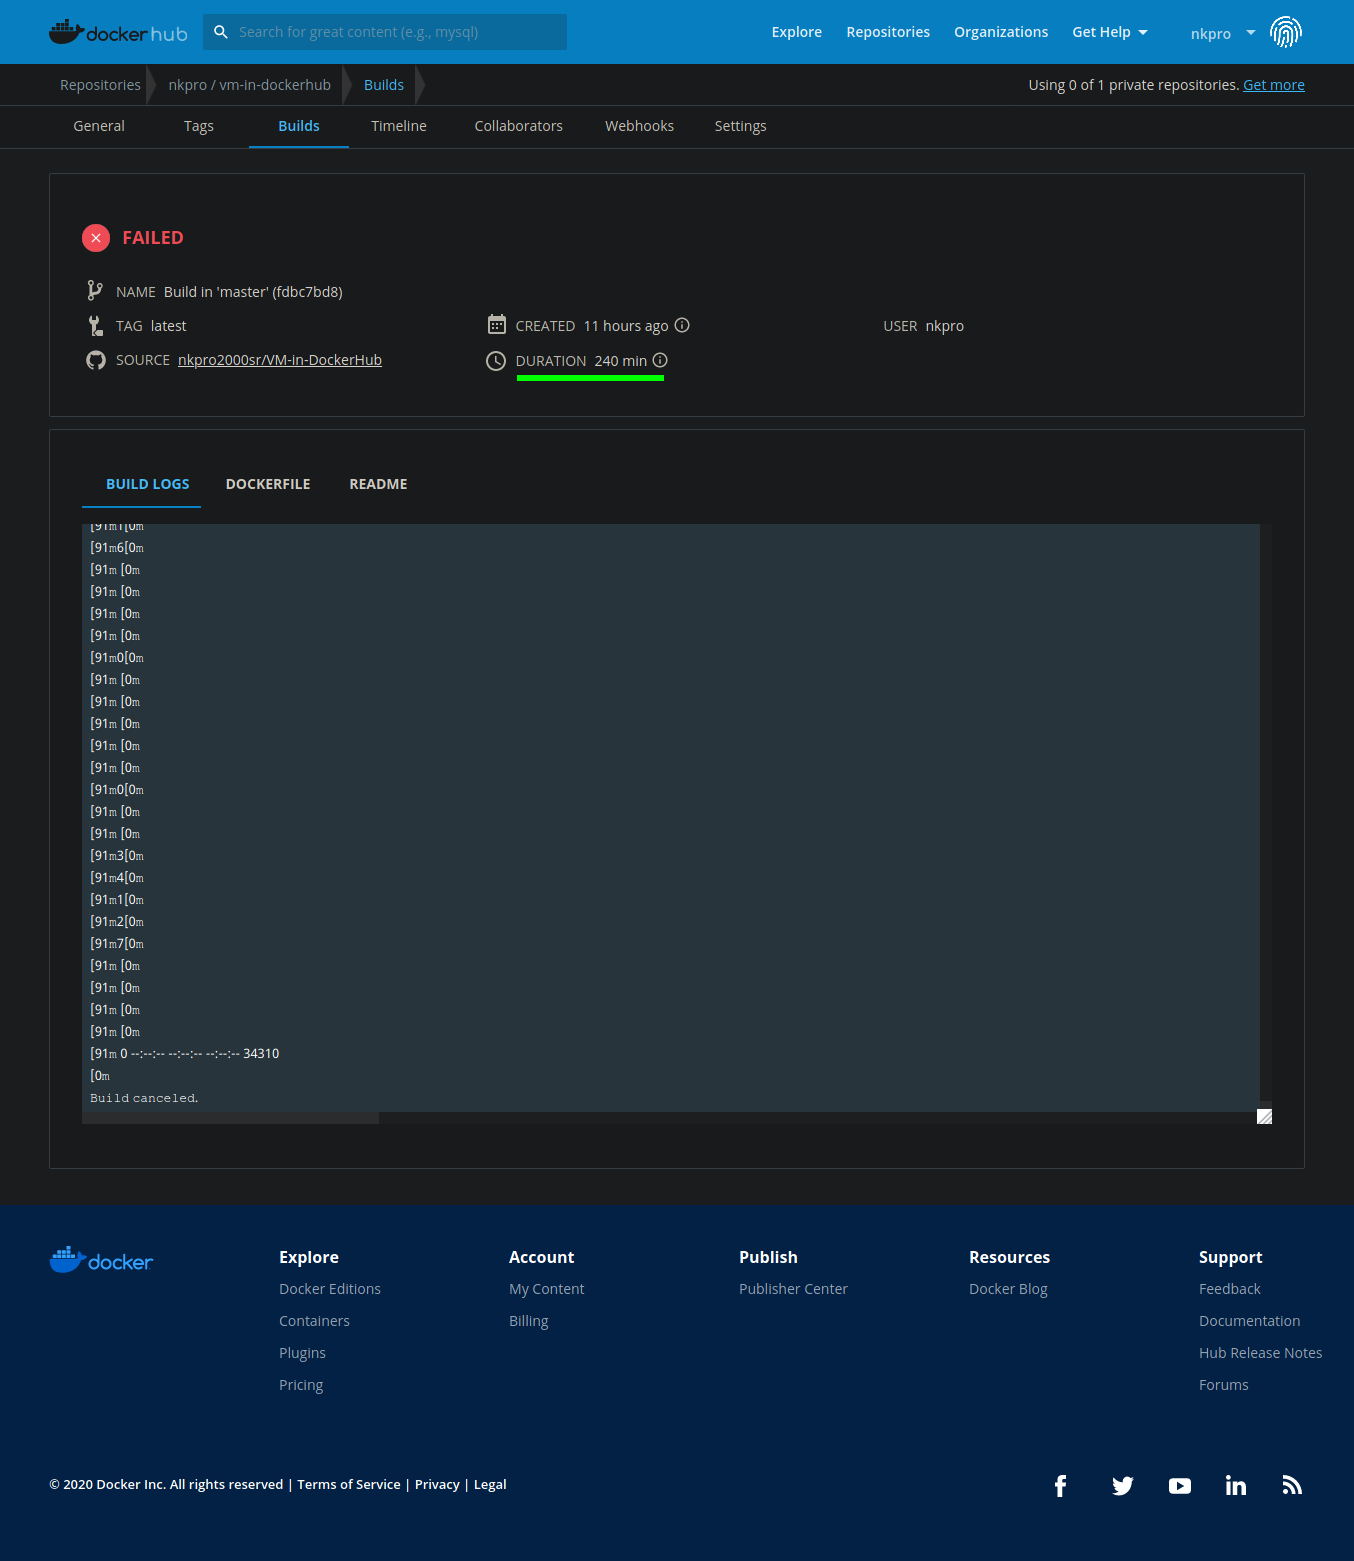 docker hub
Search for great content (e.g., mysql)
Explore Repositories Organizations Get Help nkpro
Repositories nkpro / vm-in-dockerhub Builds Using 0 of 1 private repositories. Get more
General Tags Builds Timeline Collaborators Webhooks Settings
FAILED
NAME Build in 'master' (fdbc7bd8)
TAG latest CREATED 11 hours ago USER nkpro
SOURCE nkpro2000sr/VM-in-DockerHub DURATION 240 min
BUILD LOGS DOCKERFILE README
[91m1[0m
[91m6[0m
[91m [0m
[91m [0m
[91m [0m
[91m [0m
[91m0[0m
[91m [0m
[91m [0m
[91m [0m
[91m [0m
[91m [0m
[91m0[0m
[91m [0m
[91m [0m
[91m3[0m
[91m4[0m
[91m1[0m
[91m2[0m
[91m7[0m
[91m [0m
[91m [0m
[91m [0m
[91m [0m
[91m 0 --:--:-- --:--:-- --:--:-- 34310
[0m
Build canceled.
docker
Explore Account Publish Resources Support
Docker Editions My Content Publisher Center Docker Blog Feedback
Containers Billing Documentation
Plugins Hub Release Notes
Pricing Forums
© 2020 Docker Inc. All rights reserved | Terms of Service | Privacy | Legal